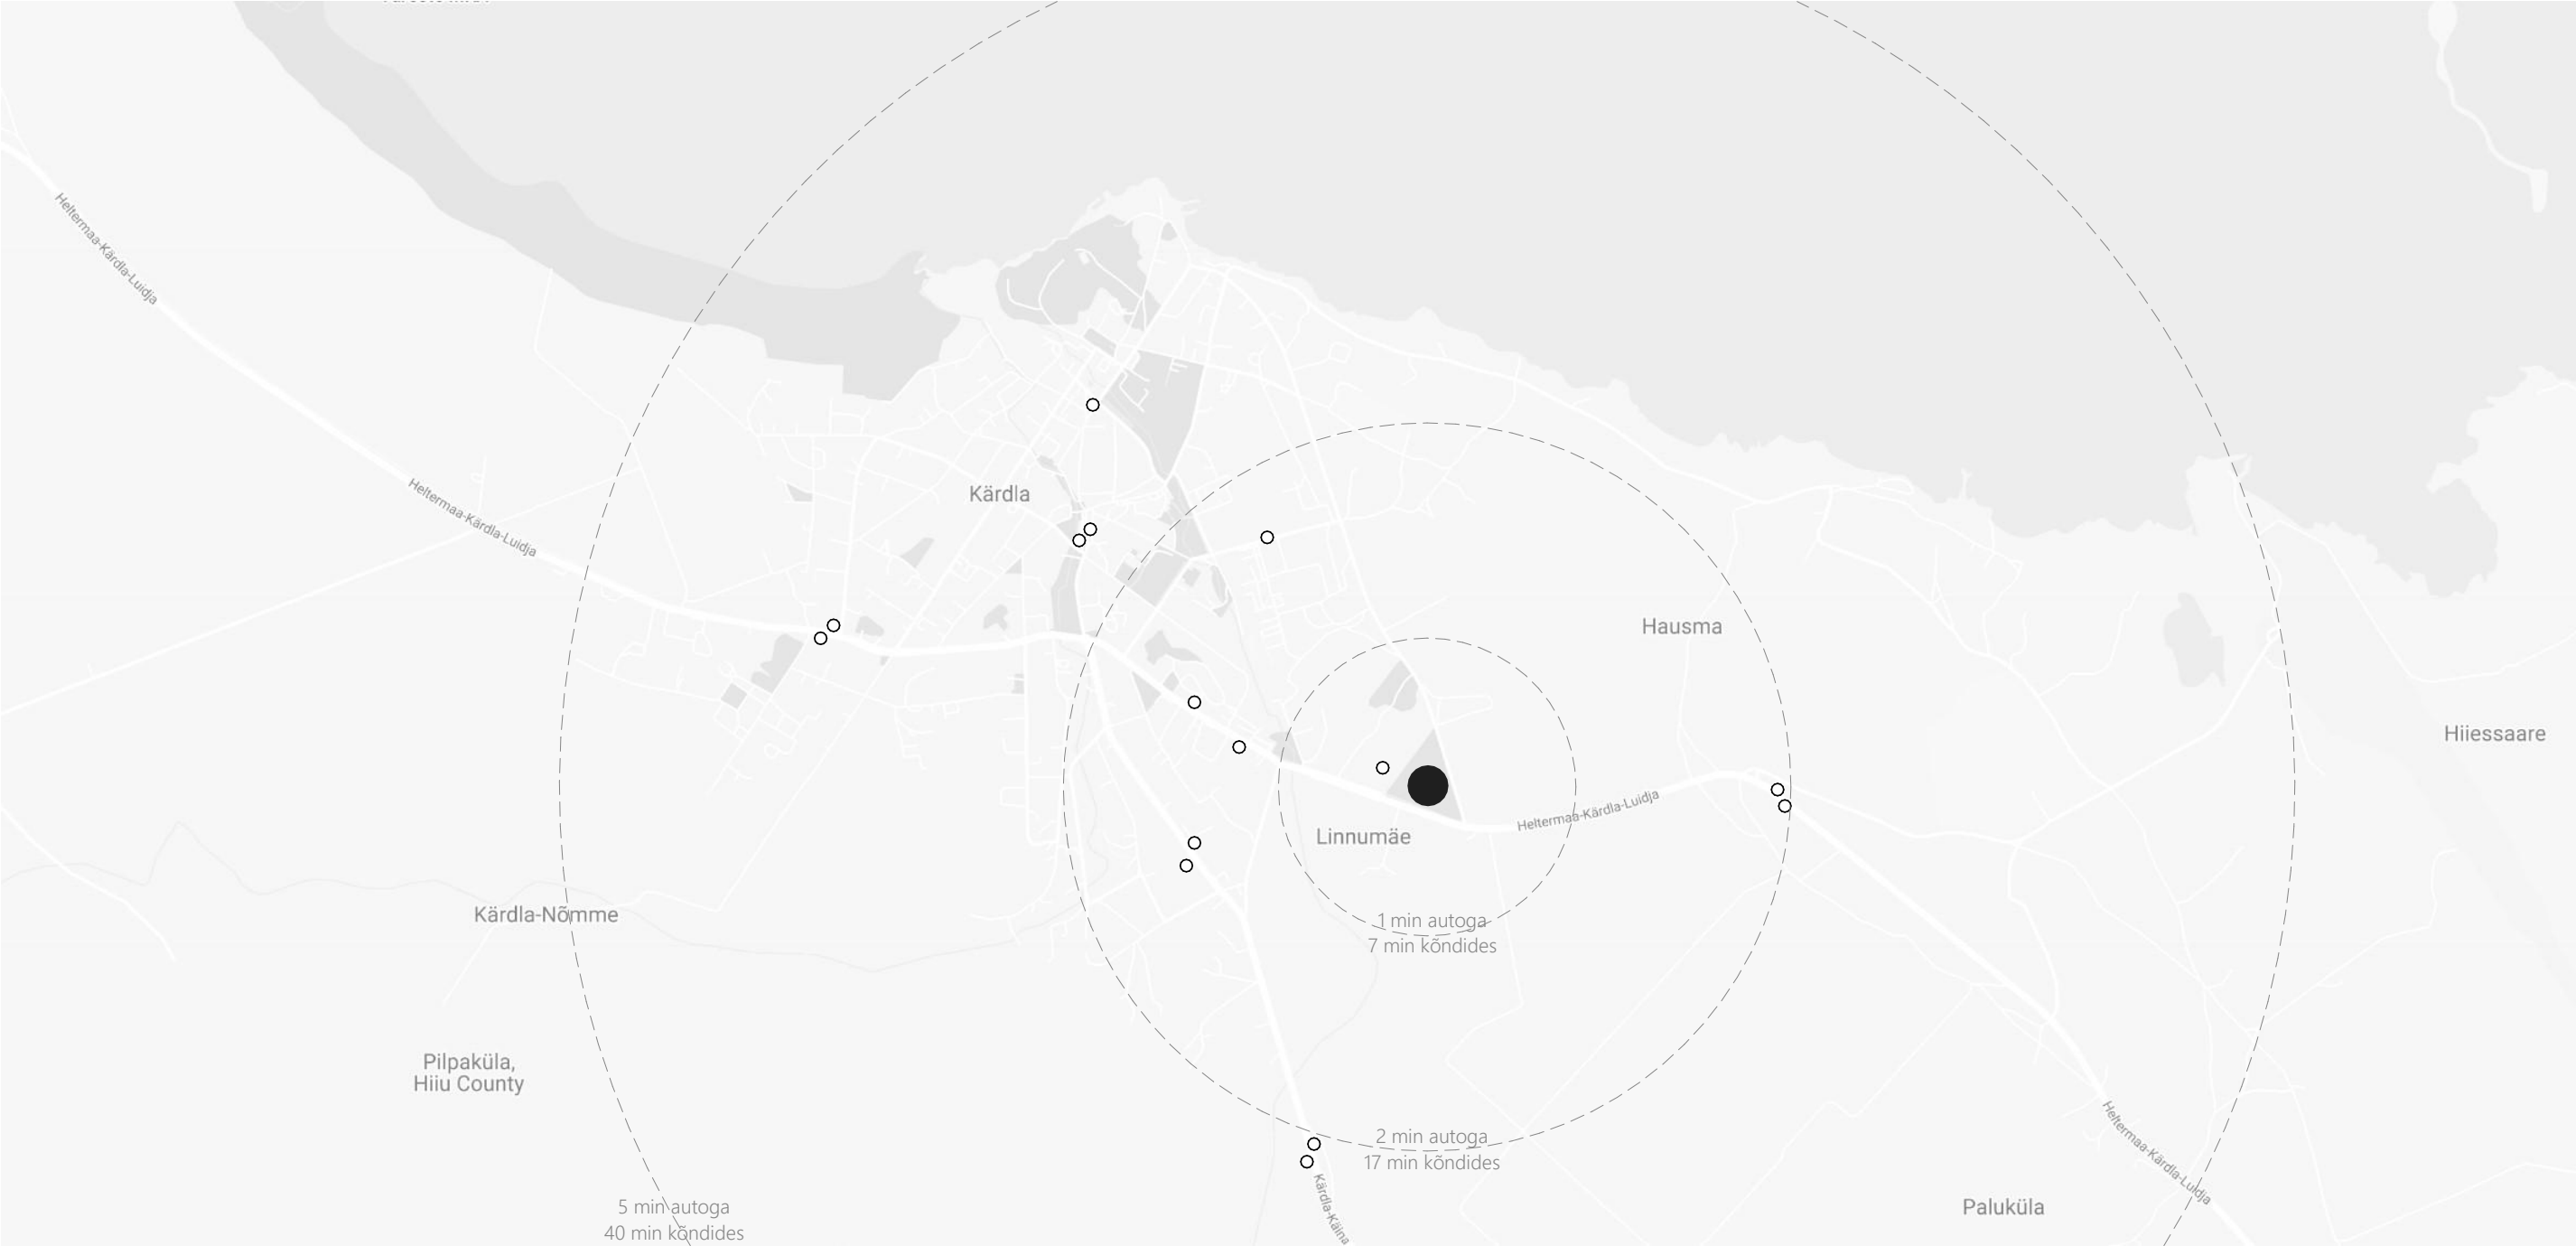 Heltermaa-Kärdla-Luidja
Heltermaa-Kärdla-Luidja
Kärdla
Hausma
Hiiessaare
Heltermaa-Kärdla-Luidja
Linnumäe
Kärdla-Nõmme
1 min autoga
7 min kõndides
Pilpaküla,
Hiiu County
2 min autoga
17 min kõndides
Heltermaa-Kärdla-Luidja
Kärdla-Käina
5 min autoga
40 min kõndides
Paluküla